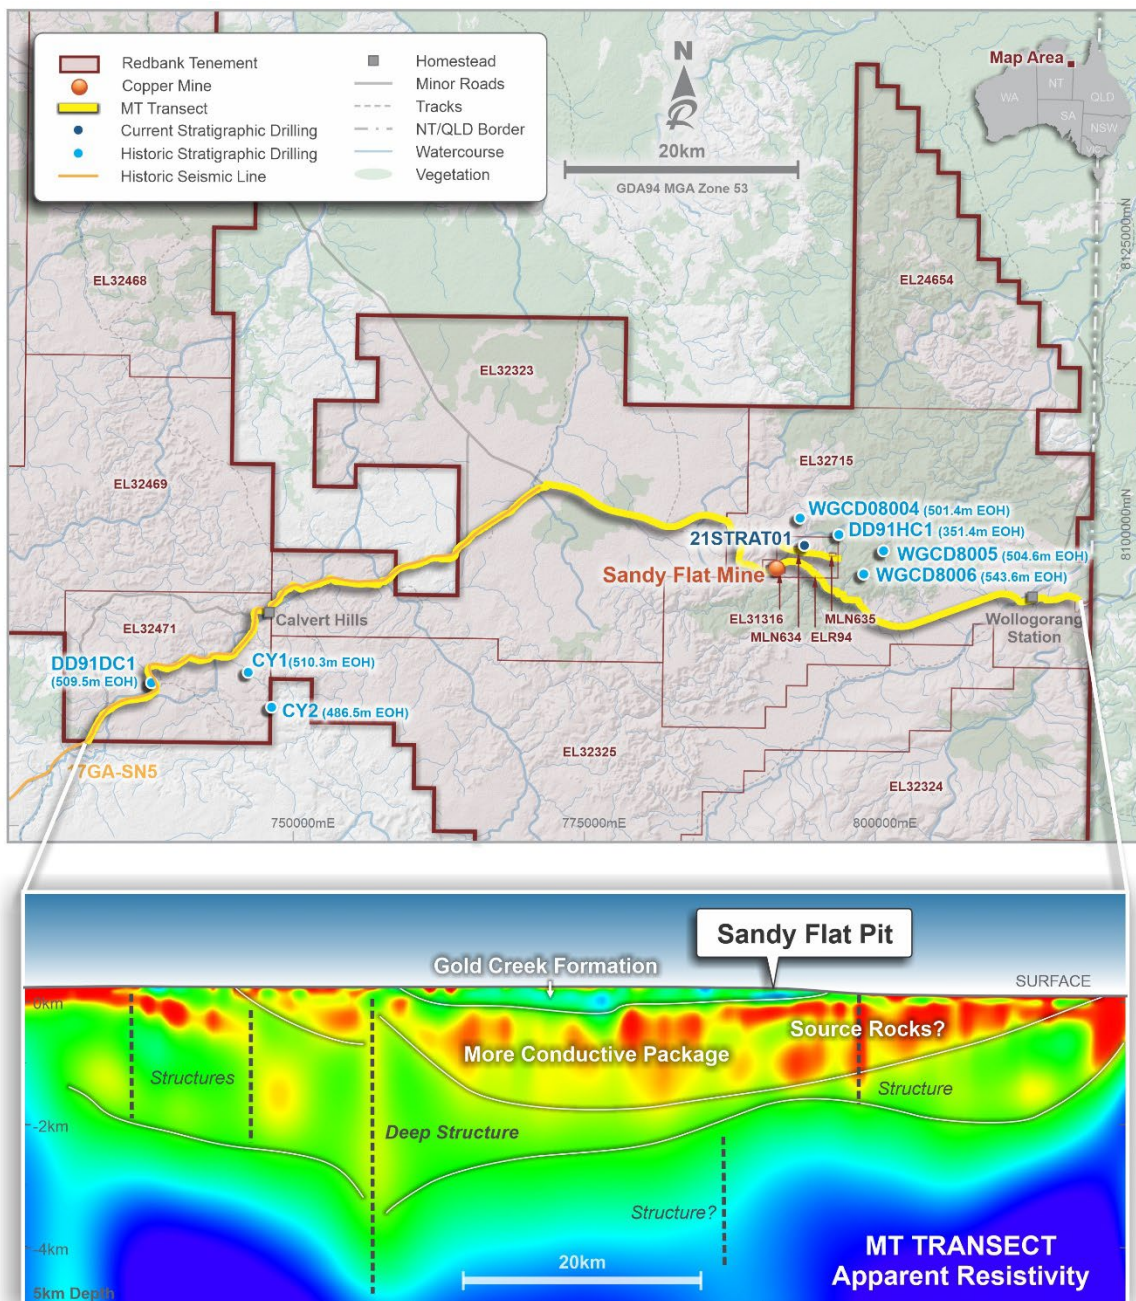 Redbank Tenement
Copper Mine
MT Transect
Current Stratigraphic Drilling
Historic Stratigraphic Drilling
Historic Seismic Line
Homestead
Minor Roads
Tracks
NT/QLD Border
Watercourse
Vegetation
N
20km
GDA94 MGA Zone 53
Map Area
WA
NT
QLD
SA
NSW
8125000mN
EL32468
EL24654
EL32323
EL32469
EL32715
WGCD08004 (501.4m EOH)
DD91HC1 (351.4m EOH)
21STRAT01
8100000mN
WGCD8005 (504.6m EOH)
Sandy Flat Mine
WGCD8006 (543.6m EOH)
EL31316
MLN634
ELR94
MLN635
Wollogorang
Station
Calvert Hills
EL32471
DD91DC1
(509.5m EOH)
CY1 (510.3m EOH)
CY2 (486.5m EOH)
EL32325
EL32324
17GA-SN5
750000mE
775000mE
800000mE
Sandy Flat Pit
Gold Creek Formation
SURFACE
0km
Source Rocks?
More Conductive Package
Structures
Structure
-2km
Deep Structure
Structure?
-4km
20km
MT TRANSECT
Apparent Resistivity
5km Depth